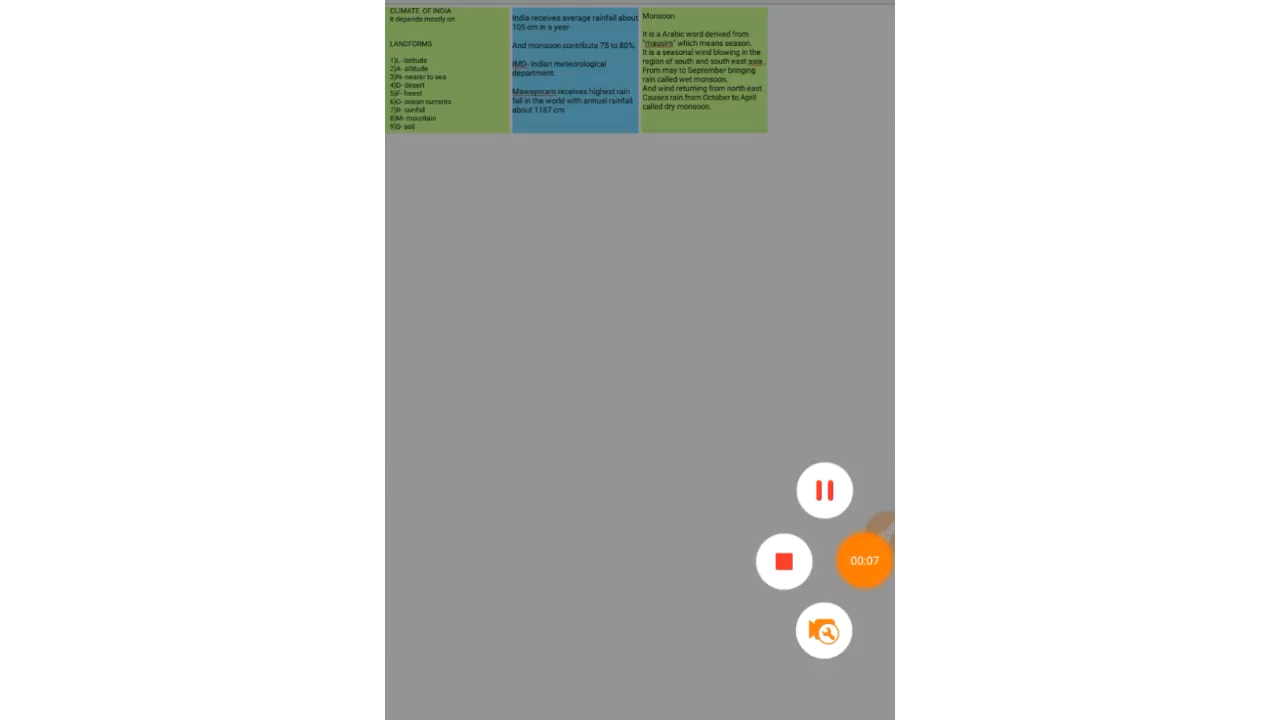 CLIMATE OF INDIA
It depends mostly on
LANDFORMS
1)L- latitude
2)A- altitude
3)N- nearer to sea
4)D- desert
5)F- forest
6)O- ocean currents
7)R- rainfall
8)M- mountain
9)S- soil
India receives average rainfall about
105 cm in a year.
And monsoon contribute 75 to 80%.
IMD- Indian meteorological
department.
Mawsynram receives highest rain
fall in the world with annual rainfall
about 1187 cm
Monsoon
It is a Arabic word derived from
"mausim" which means season.
It is a seasonal wind blowing in the
region of south and south east asia .
From may to September bringing
rain called wet monsoon.
And wind returning from north east
Causes rain from October to April
called dry monsoon.
00:07